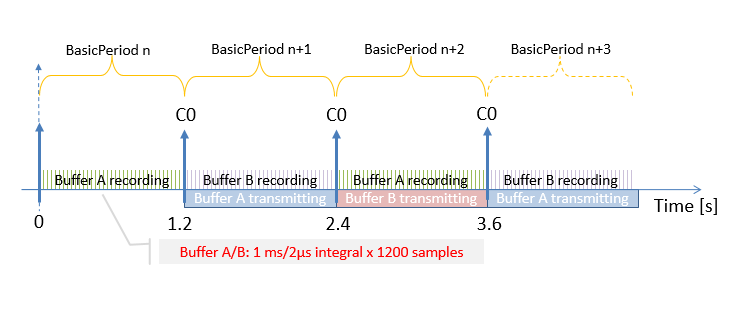 BasicPeriod n
BasicPeriod n+1
BasicPeriod n+2
BasicPeriod n+3
C0
C0
C0
Buffer A recording
Buffer B recording
Buffer A recording
Buffer B recording
Buffer A transmitting
Buffer B transmitting
Buffer A transmitting
Time [s]
0
1.2
2.4
3.6
Buffer A/B: 1 ms/2µs integral x 1200 samples